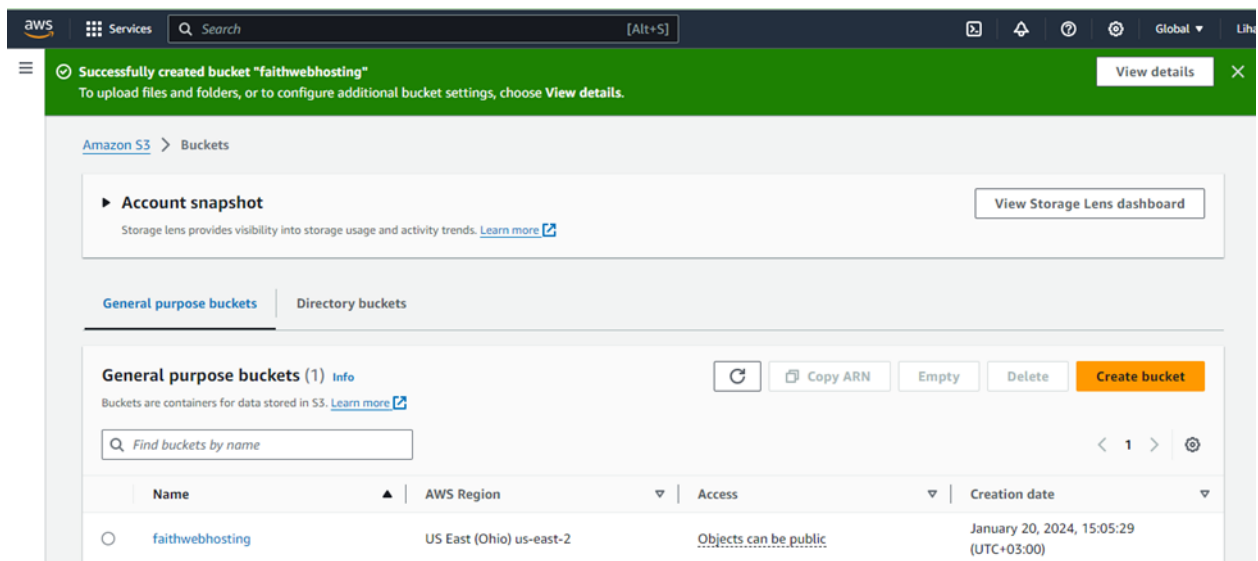 aws
Services
Search
[Alt+S]
Global
Successfully created bucket "faithwebhosting"
View details
To upload files and folders, or to configure additional bucket settings, choose View details.
Amazon S3
Buckets
Account snapshot
View Storage Lens dashboard
Storage lens provides visibility into storage usage and activity trends. Learn more
General purpose buckets
Directory buckets
General purpose buckets (1) Info
Copy ARN
Empty
Delete
Create bucket
Buckets are containers for data stored in S3. Learn more
Find buckets by name
1
Name
AWS Region
Access
Creation date
faithwebhosting
US East (Ohio) us-east-2
Objects can be public
January 20, 2024, 15:05:29
(UTC+03:00)